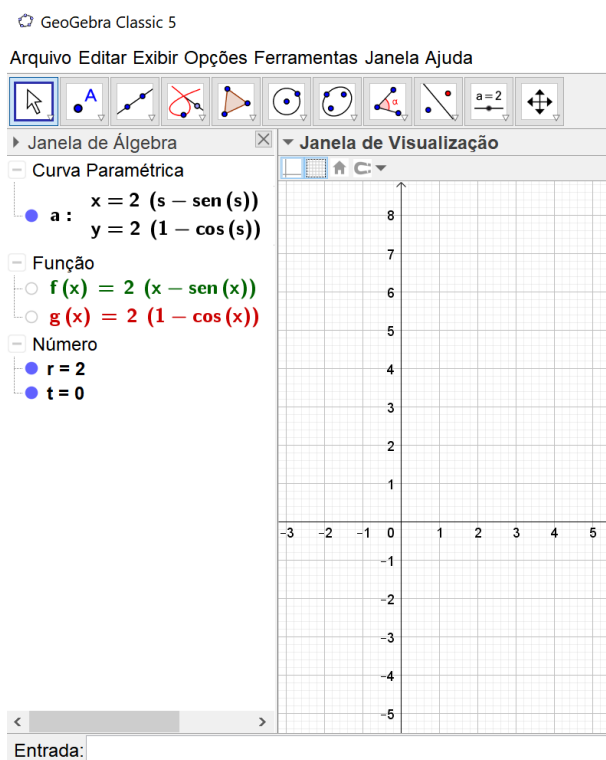 GeoGebra Classic 5
Arquivo Editar Exibir Opções Ferramentas Janela Ajuda
A
α
a = 2
Janela de Álgebra
Janela de Visualização
Curva Paramétrica
a :
x = 2 (s − sen (s))
y = 2 (1 − cos (s))
Função
f (x) = 2 (x − sen (x))
g (x) = 2 (1 − cos (x))
Número
r = 2
t = 0
8
7
6
5
4
3
2
1
−3 −2 −1 0 1 2 3 4 5
−1
−2
−3
−4
−5
Entrada: